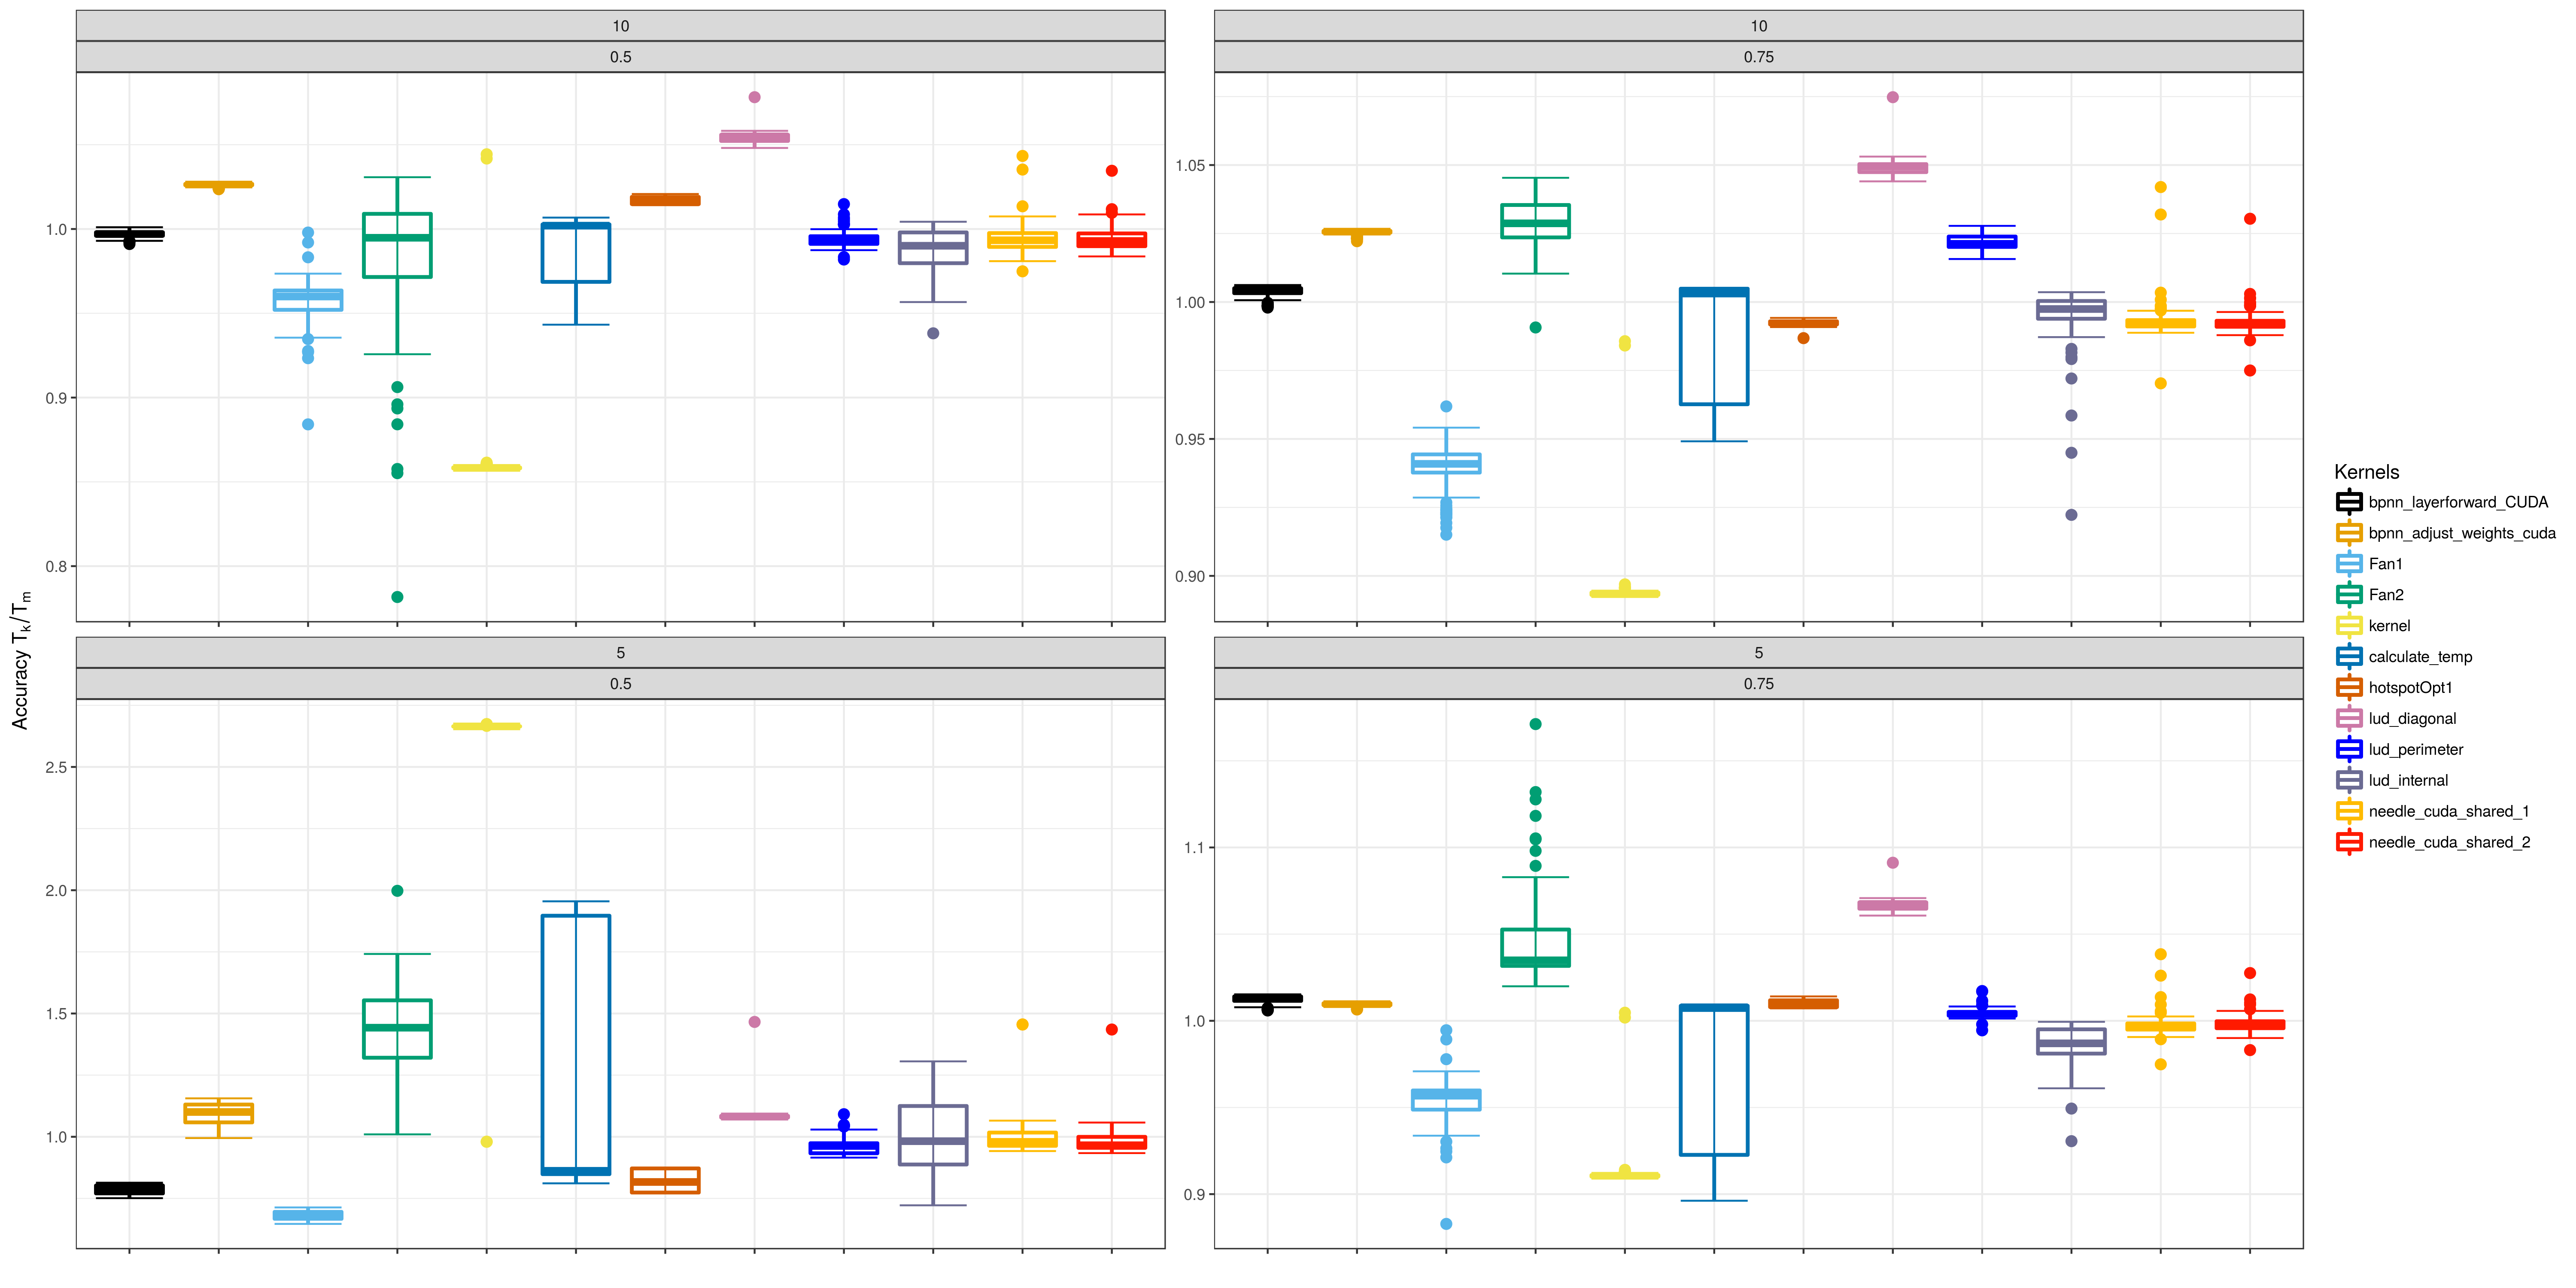 10
0.5
10
0.75
1.0
0.9
0.8
1.05
1.00
0.95
0.90
Accuracy Tk/Tm
5
0.5
5
0.75
2.5
2.0
1.5
1.0
1.1
1.0
0.9
Kernels
bpnn_layerforward_CUDA
bpnn_adjust_weights_cuda
Fan1
Fan2
kernel
calculate_temp
hotspotOpt1
lud_diagonal
lud_perimeter
lud_internal
needle_cuda_shared_1
needle_cuda_shared_2